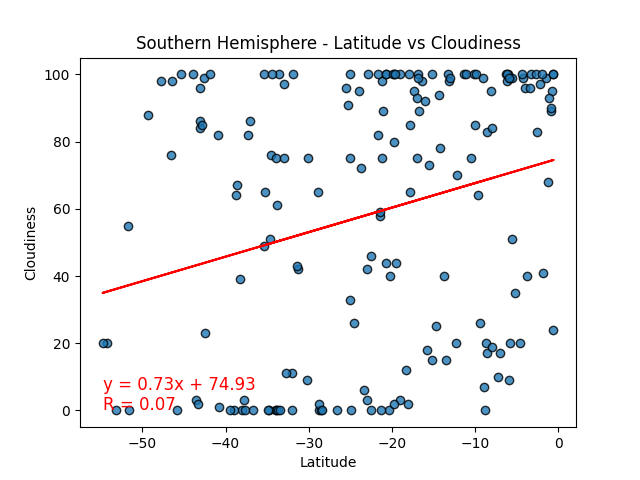 Southern Hemisphere - Latitude vs Cloudiness
100
80
60
40
20
0
Cloudiness
y = 0.73x + 74.93
R = 0.07
−50
−40
−30
−20
−10
0
Latitude